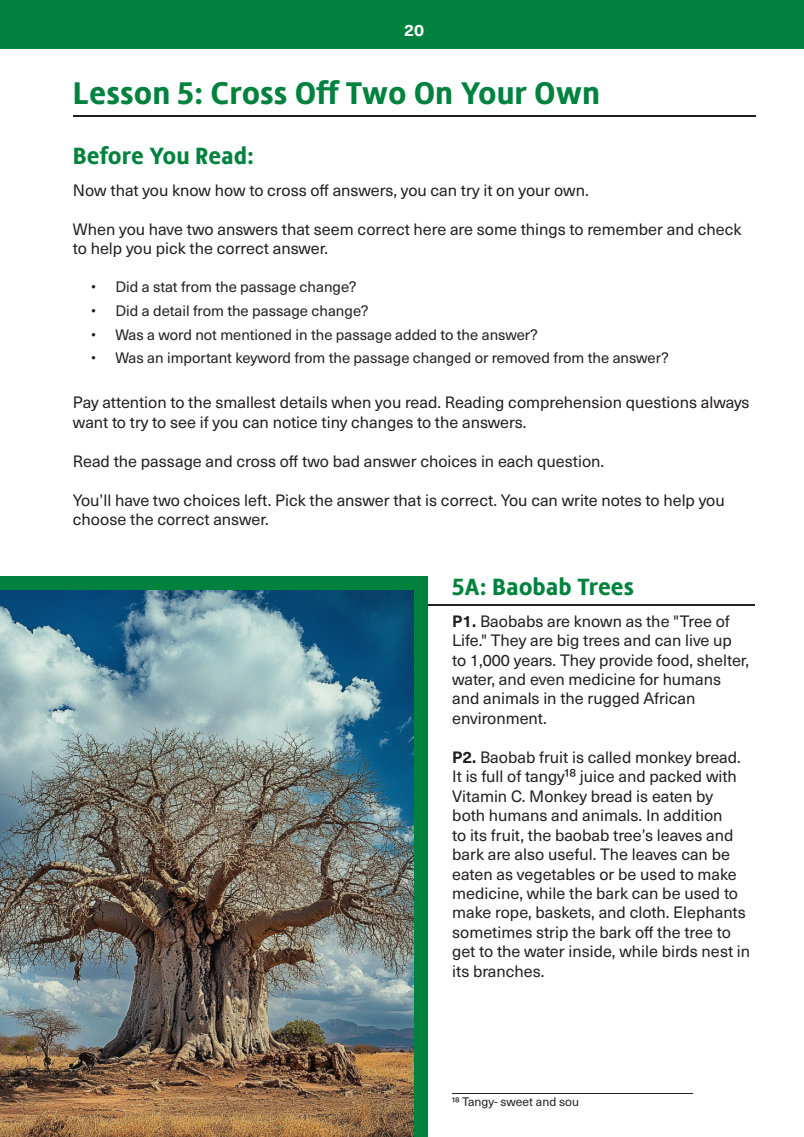 20
Lesson 5: Cross Off Two On Your Own
Before You Read:
Now that you know how to cross off answers, you can try it on your own.
When you have two answers that seem correct here are some things to remember and check
to help you pick the correct answer.
• Did a stat from the passage change?
• Did a detail from the passage change?
• Was a word not mentioned in the passage added to the answer?
• Was an important keyword from the passage changed or removed from the answer?
Pay attention to the smallest details when you read. Reading comprehension questions always
want to try to see if you can notice tiny changes to the answers.
Read the passage and cross off two bad answer choices in each question.
You’ll have two choices left. Pick the answer that is correct. You can write notes to help you
choose the correct answer.
5A: Baobab Trees
P1. Baobabs are known as the "Tree of
Life." They are big trees and can live up
to 1,000 years. They provide food, shelter,
water, and even medicine for humans
and animals in the rugged African
environment.
P2. Baobab fruit is called monkey bread.
It is full of tangy18 juice and packed with
Vitamin C. Monkey bread is eaten by
both humans and animals. In addition
to its fruit, the baobab tree’s leaves and
bark are also useful. The leaves can be
eaten as vegetables or be used to make
medicine, while the bark can be used to
make rope, baskets, and cloth. Elephants
sometimes strip the bark off the tree to
get to the water inside, while birds nest in
its branches.
18 Tangy- sweet and sou